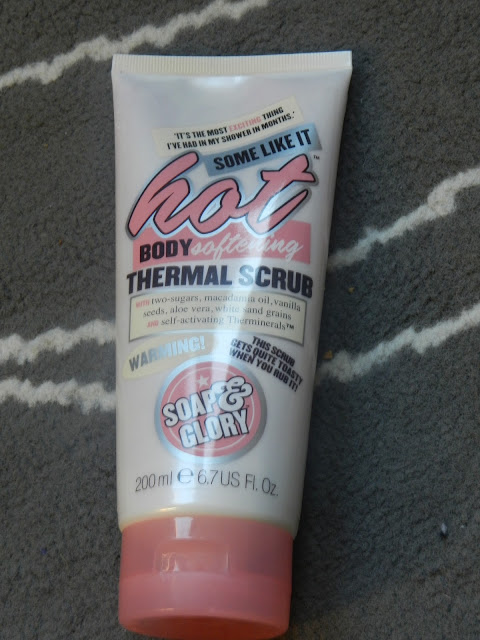 'IT'S THE MOST EXCITING THING
I'VE HAD IN MY SHOWER IN MONTHS.'
SOME LIKE IT
hot™
BODY softening
THERMAL SCRUB
WITH two-sugars, macadamia oil, vanilla
seeds, aloe vera, white sand grains
AND self-activating Therminerals™
WARNING!
THIS SCRUB
GETS QUITE TOASTY
WHEN YOU RUB IT!
SOAP &
GLORY
200 ml ℮ 6.7 US Fl. Oz.